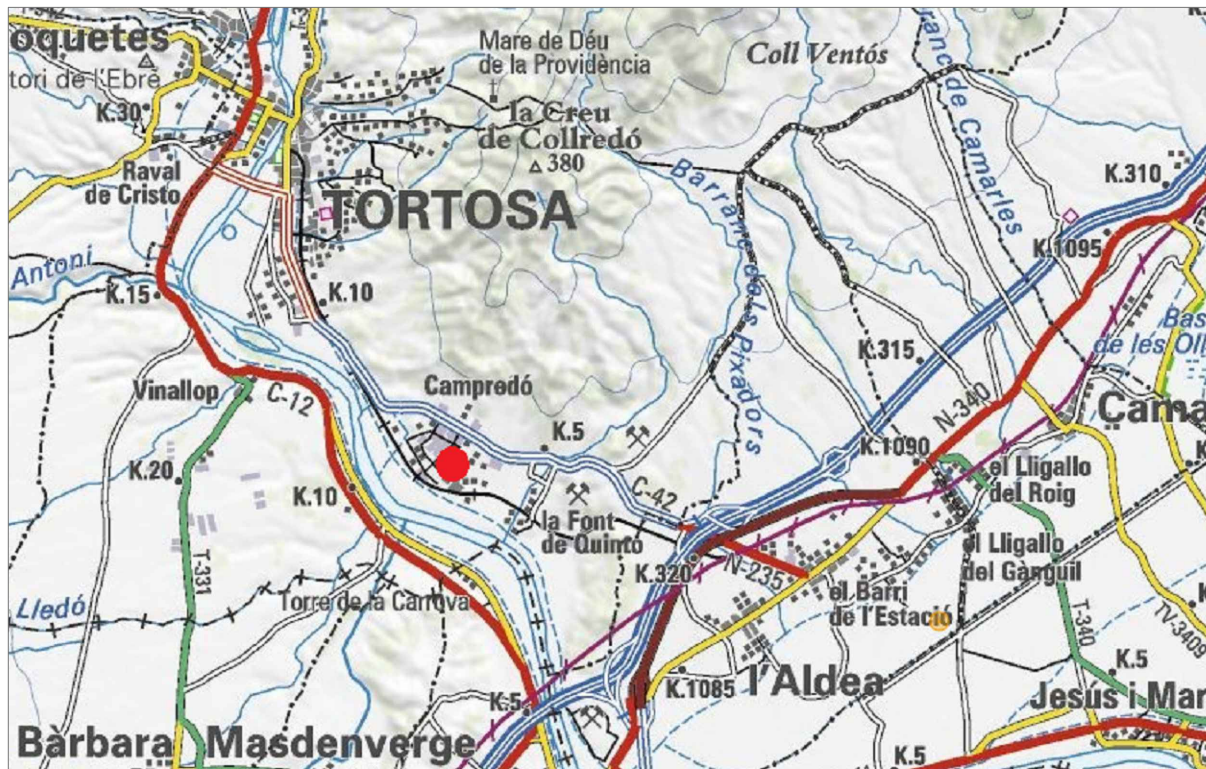 oquetes
tori de l'Ebre
K.30
Mare de Déu
de la Providència
Coll Ventós
ranc de Camarles
la Creu
de Collredó
380
Raval
de Cristo
TORTOSA
Barranc dels Pixadors
K.310
K.1095
Antoni
K.15
K.10
K.315
Bas
de les Oll
Vinallop
C-12
Campredó
N-340
Cama
K.5
K.1090
K.20
K.10
C-42
el Lligallo
del Roig
la Font
de Quinto
T-331
K.320
N-235
el Lligallo
del Gànguil
Lledó
Torre de la Carrova
el Barri
de l'Estació
T-340
TV-3409
K
K
K.5
K.1085
l'Aldea
K.5
Jesús i Mar
Bàrbara
Masdenverge
K.5